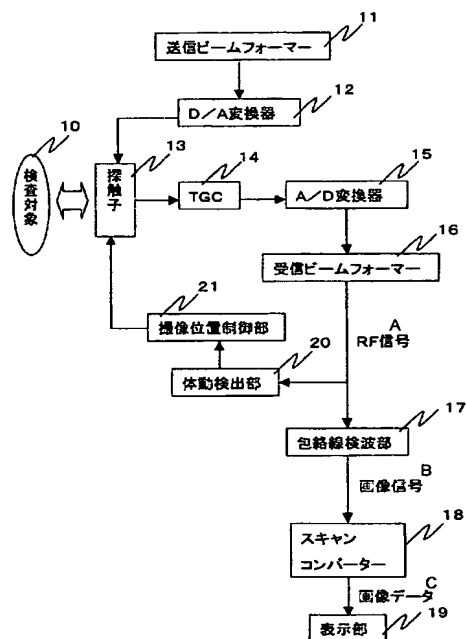 11
送信ビームフォーマー
12
D/A変換器
10
検査対象
13
探触子
14
TGC
15
A/D変換器
16
受信ビームフォーマー
21
撮像位置制御部
A
RF信号
20
体動検出部
17
包絡線検波部
B
画像信号
18
スキャン
コンバーター
C
画像データ
19
表示部